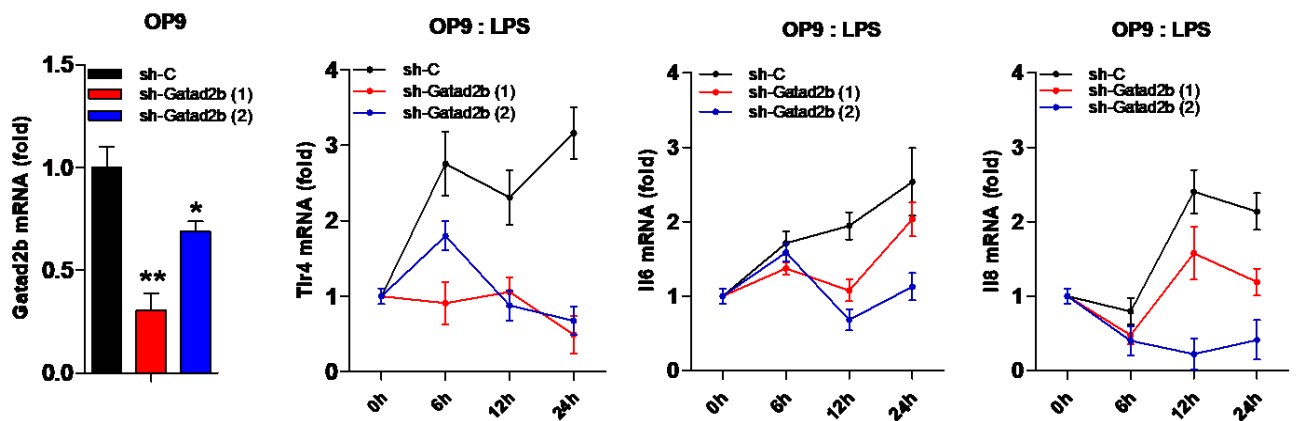 OP9
Gatad2b mRNA (fold)
1.5
1.0
0.5
0.0
sh-C
sh-Gatad2b (1)
sh-Gatad2b (2)
**
*
OP9 : LPS
Tlr4 mRNA (fold)
4
3
2
1
0
sh-C
sh-Gatad2b (1)
sh-Gatad2b (2)
0h
6h
12h
24h
OP9 : LPS
Il6 mRNA (fold)
4
3
2
1
0
sh-C
sh-Gatad2b (1)
sh-Gatad2b (2)
0h
6h
12h
24h
OP9 : LPS
Il8 mRNA (fold)
4
3
2
1
0
sh-C
sh-Gatad2b (1)
sh-Gatad2b (2)
0h
6h
12h
24h